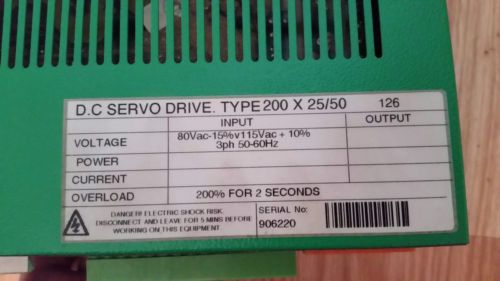 D.C SERVO DRIVE. TYPE 200 X 25/50 126
INPUT OUTPUT
VOLTAGE 80Vac-15%v115Vac + 10%
3ph 50-60Hz
POWER
CURRENT
OVERLOAD 200% FOR 2 SECONDS
DANGER! ELECTRIC SHOCK RISK
DISCONNECT AND LEAVE FOR 5 MINS BEFORE
WORKING ON THIS EQUIPMENT
SERIAL No:
906220